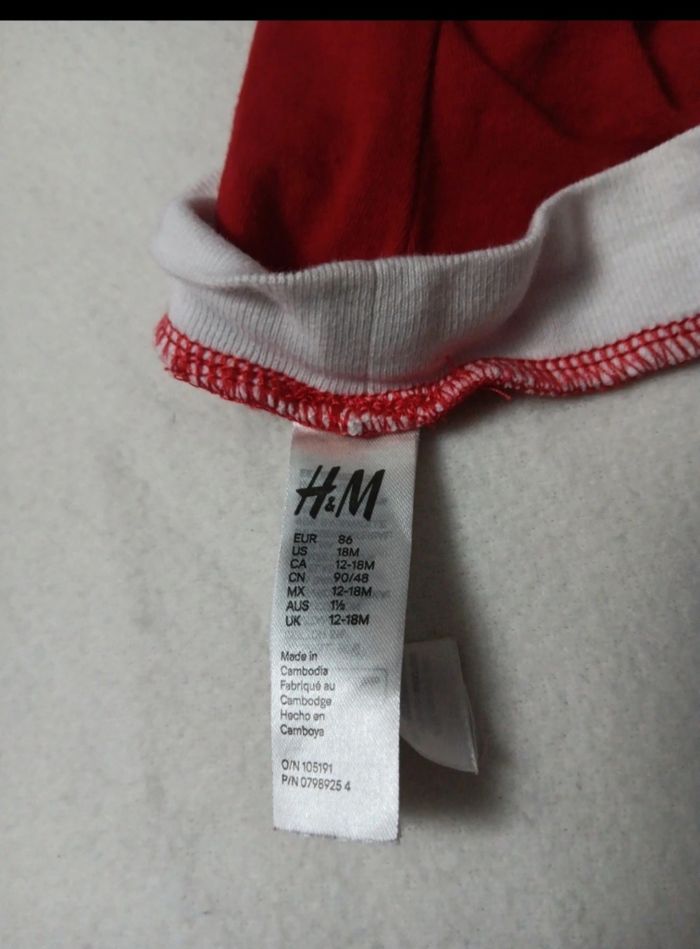 H&M
EUR 86
US 18M
CA 12-18M
CN 90/48
MX 12-18M
AUS 1½
UK 12-18M
Made in
Cambodia
Fabriqué au
Cambodge
Hecho en
Camboya
O/N 105191
P/N 0798925 4